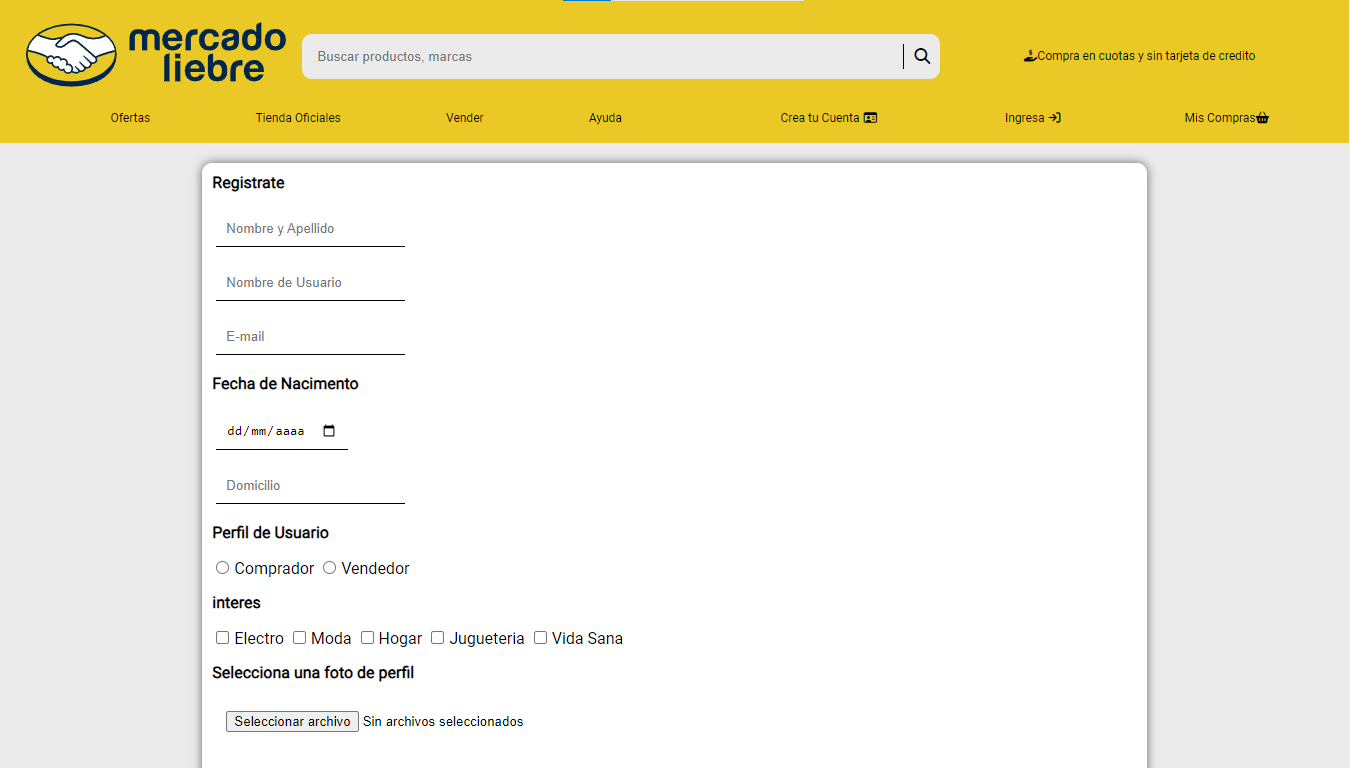 mercado
liebre
Buscar productos, marcas
Compra en cuotas y sin tarjeta de credito
Ofertas Tienda Oficiales Vender Ayuda Crea tu Cuenta Ingresa Mis Compras
Registrate
Nombre y Apellido
Nombre de Usuario
E-mail
Fecha de Nacimento
dd/mm/aaaa
Domicilio
Perfil de Usuario
Comprador Vendedor
interes
Electro Moda Hogar Jugueteria Vida Sana
Selecciona una foto de perfil
Seleccionar archivo Sin archivos seleccionados